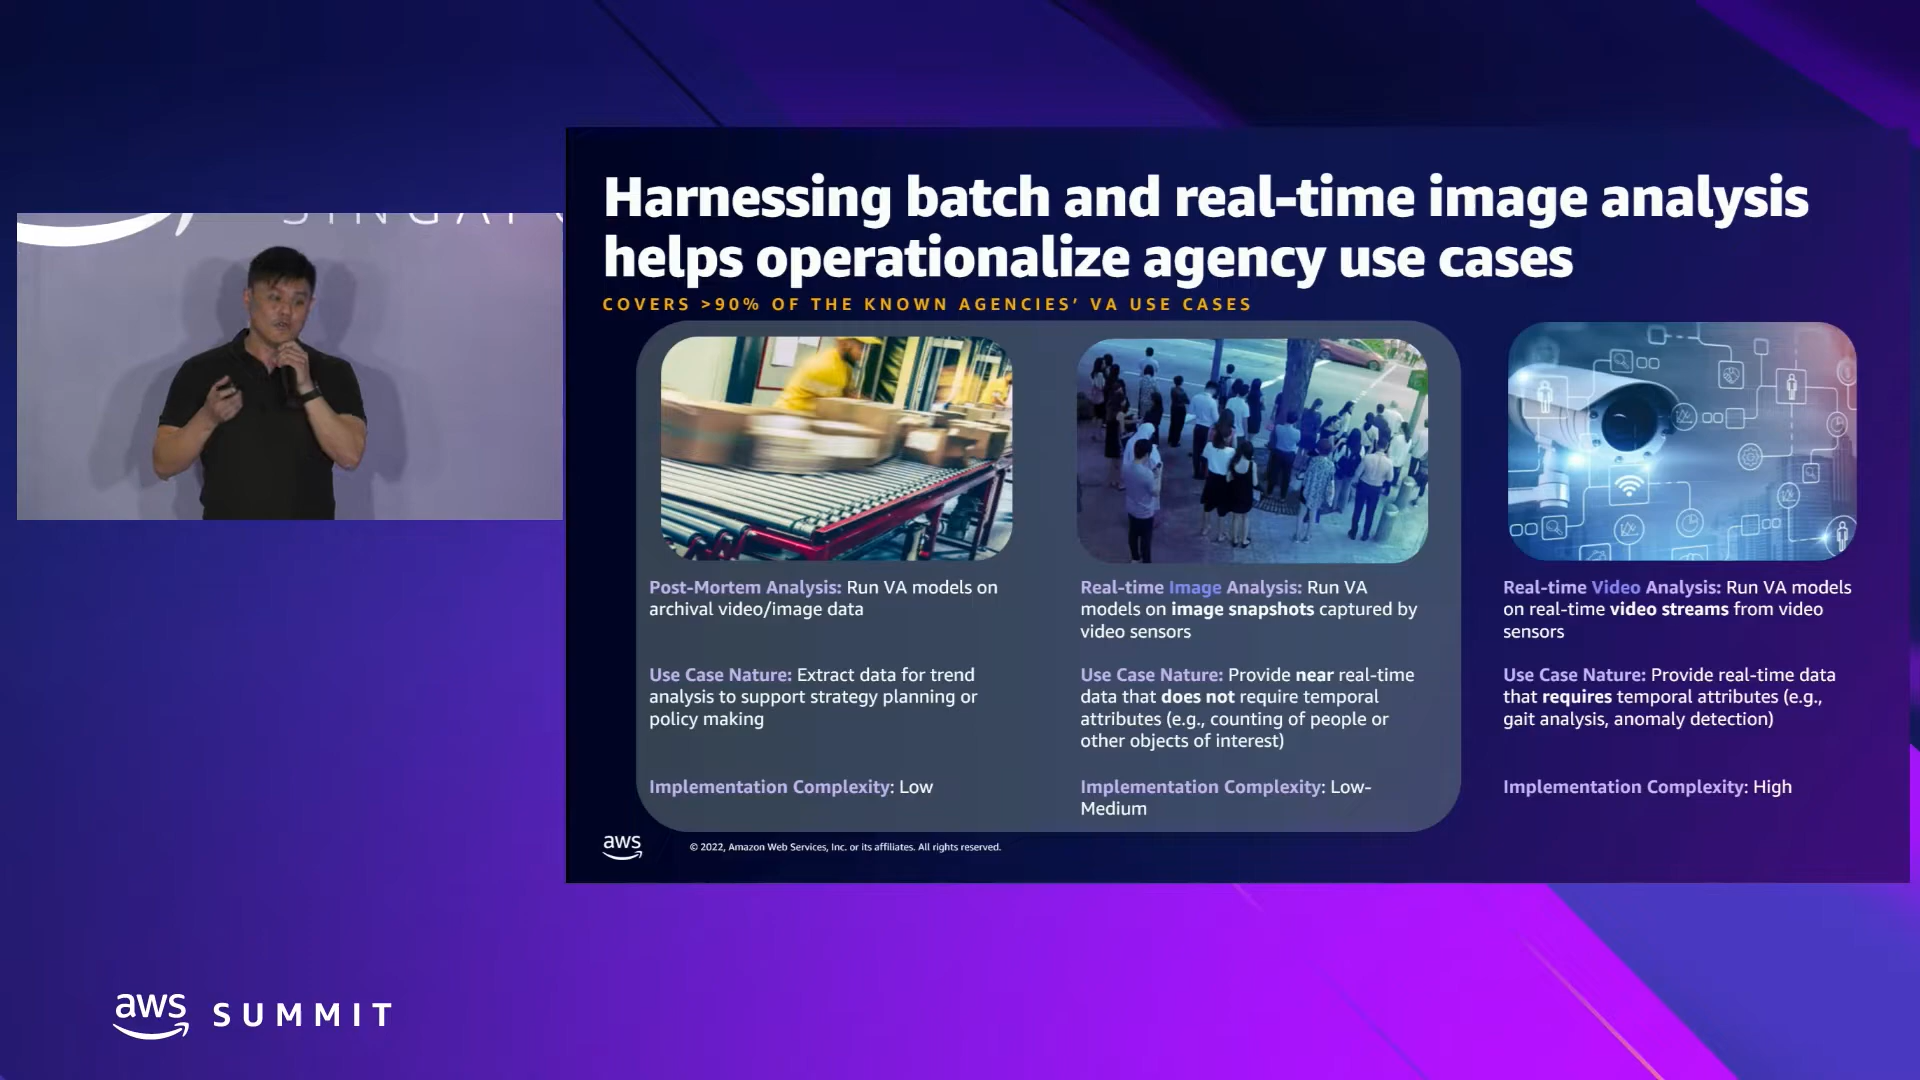 SINGAP
Harnessing batch and real-time image analysis
helps operationalize agency use cases
COVERS >90% OF THE KNOWN AGENCIES’ VA USE CASES
Post-Mortem Analysis: Run VA models on
archival video/image data
Use Case Nature: Extract data for trend
analysis to support strategy planning or
policy making
Implementation Complexity: Low
Real-time Image Analysis: Run VA
models on image snapshots captured by
video sensors
Use Case Nature: Provide near real-time
data that does not require temporal
attributes (e.g., counting of people or
other objects of interest)
Implementation Complexity: Low-
Medium
Real-time Video Analysis: Run VA models
on real-time video streams from video
sensors
Use Case Nature: Provide real-time data
that requires temporal attributes (e.g.,
gait analysis, anomaly detection)
Implementation Complexity: High
aws
© 2022, Amazon Web Services, Inc. or its affiliates. All rights reserved.
aws SUMMIT